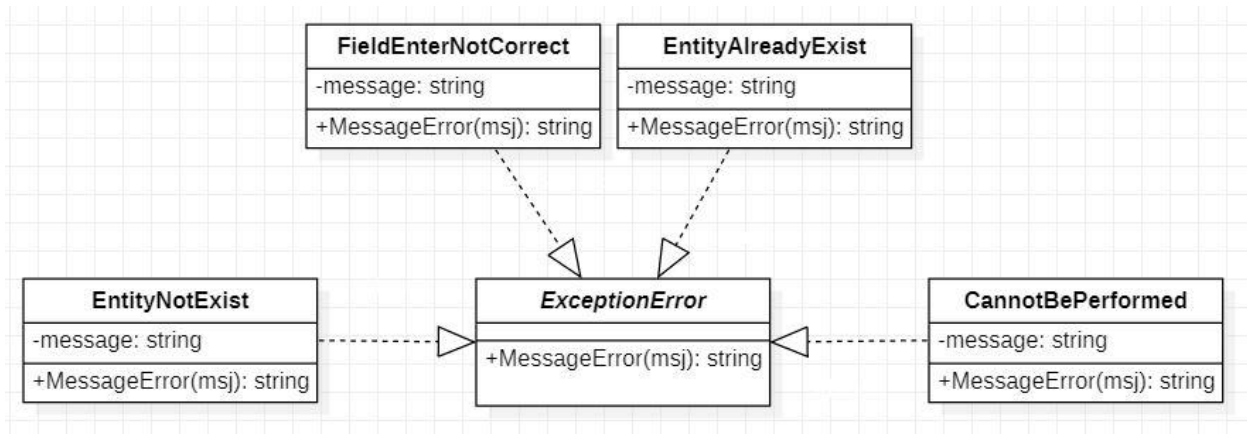 FieldEnterNotCorrect
-message: string
+MessageError(msj): string
EntityAlreadyExist
-message: string
+MessageError(msj): string
EntityNotExist
-message: string
+MessageError(msj): string
ExceptionError
+MessageError(msj): string
CannotBePerformed
-message: string
+MessageError(msj): string